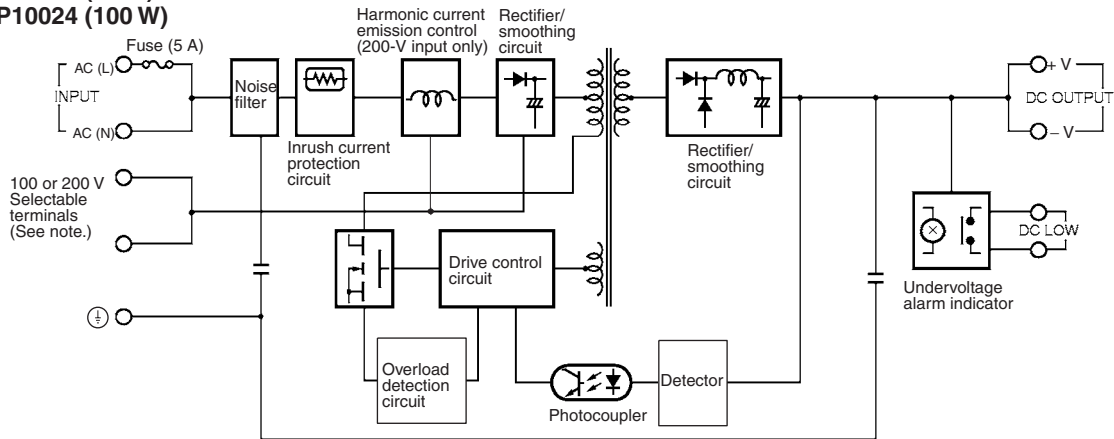 P10024 (100 W)
Fuse (5 A)
Harmonic current
emission control
(200-V input only)
Rectifier/
smoothing
circuit
AC (L)
INPUT
AC (N)
Noise
filter
Inrush current
protection
circuit
Rectifier/
smoothing
circuit
+ V
DC OUTPUT
– V
100 or 200 V
Selectable
terminals
(See note.)
DC LOW
Undervoltage
alarm indicator
Drive control
circuit
Overload
detection
circuit
Photocoupler
Detector